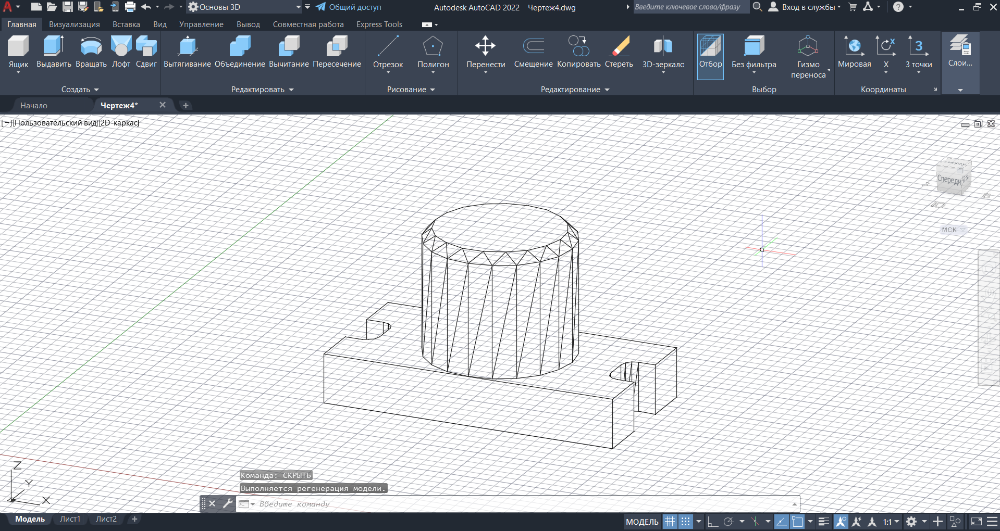 Основы 3D
Общий доступ
Autodesk AutoCAD 2022 Чертеж4.dwg
Введите ключевое слово/фразу
Вход в службы
Главная Визуализация Вставка Вид Управление Вывод Совместная работа Express Tools
Ящик Выдавить Вращать Лофт Сдвиг Вытягивание Объединение Вычитание Пересечение Отрезок Полигон Перенести Смещение Копировать Стереть 3D-зеркало Отбор Без фильтра Гизмо переноса Мировая X 3 точки Слои...
Создать Редактировать Рисование Редактирование Выбор Координаты
Начало Чертеж4*
[−][Пользовательский вид][2D-каркас]
Сверху
Спереди
Ю
МСК
Z
Y
X
Команда: СКРЫТЬ
Выполняется регенерация модели.
Введите команду
Модель Лист1 Лист2
МОДЕЛЬ 1:1